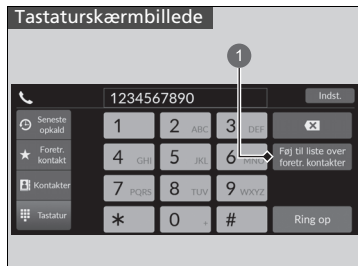 Tastaturskærmbillede
1
1234567890
Indst.
Seneste
opkald
1
2 ABC
3 DEF
Foretr.
kontakt
4 GHI
5 JKL
6 MNO
Føj til liste over
foretr. kontakter
Kontakter
7 PQRS
8 TUV
9 WXYZ
Tastatur
*
0 +
#
Ring op